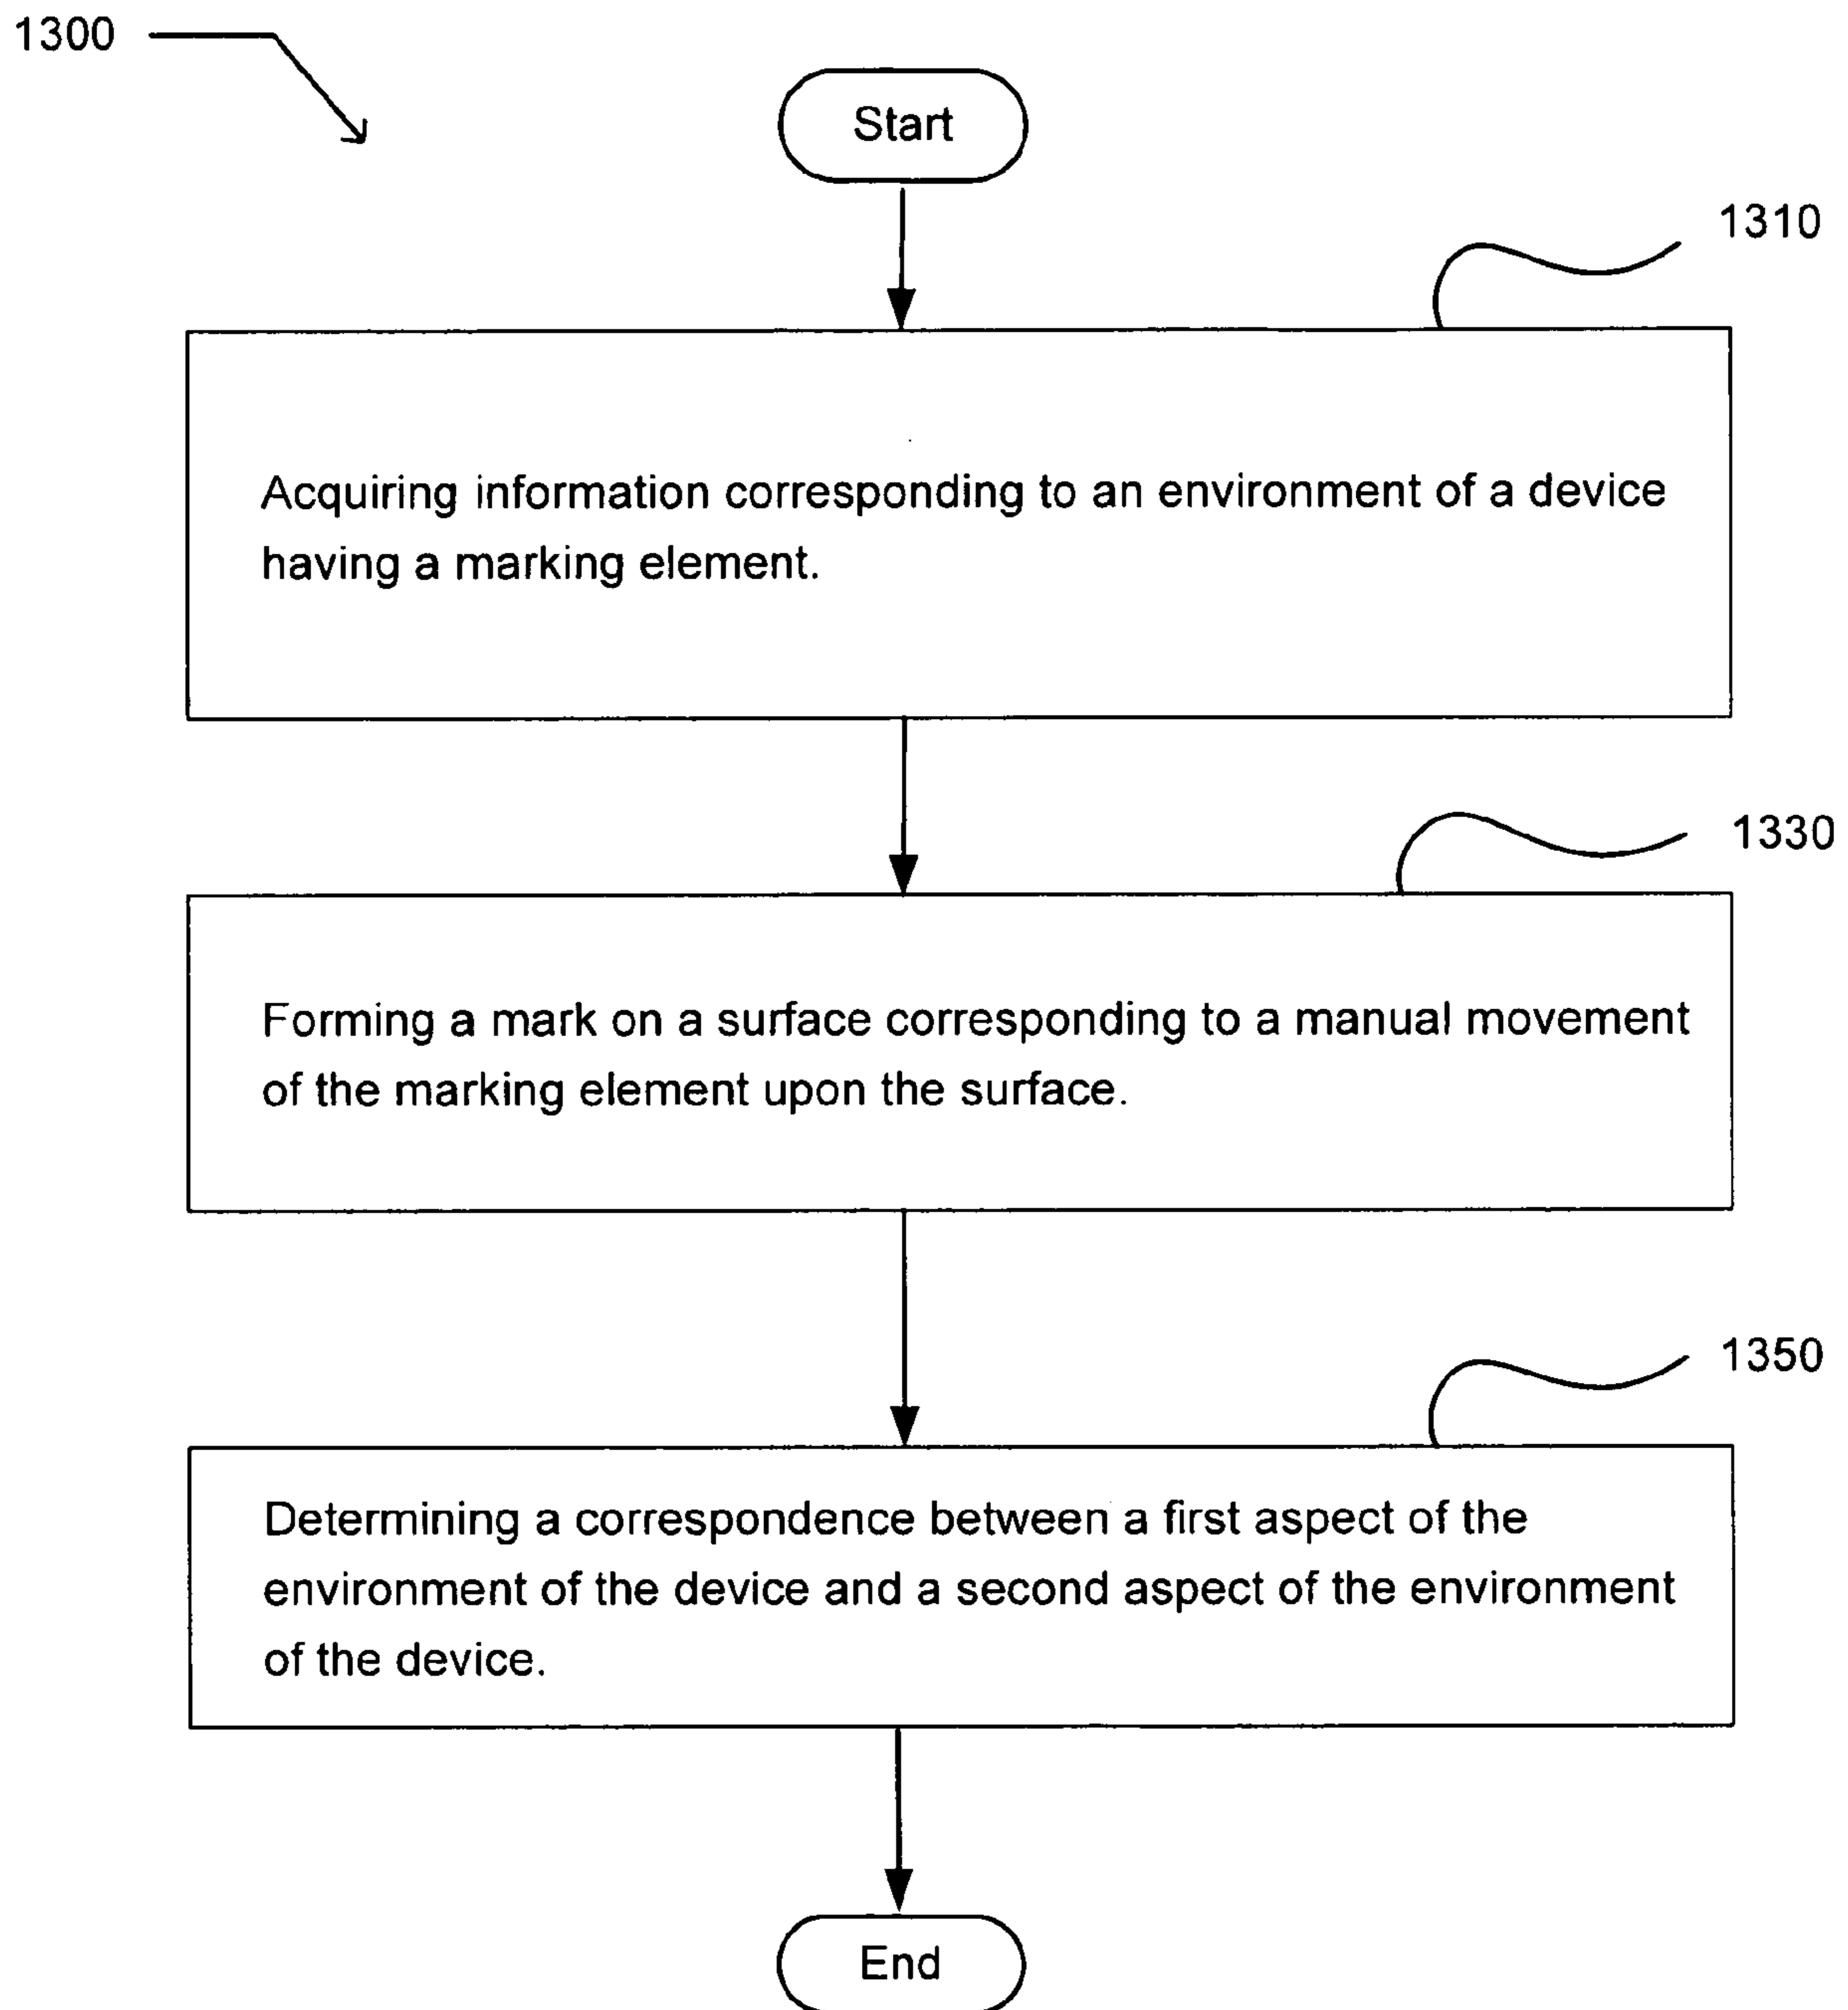 1300
Start
1310
Acquiring information corresponding to an environment of a device
having a marking element.
1330
Forming a mark on a surface corresponding to a manual movement
of the marking element upon the surface.
1350
Determining a correspondence between a first aspect of the
environment of the device and a second aspect of the environment
of the device.
End